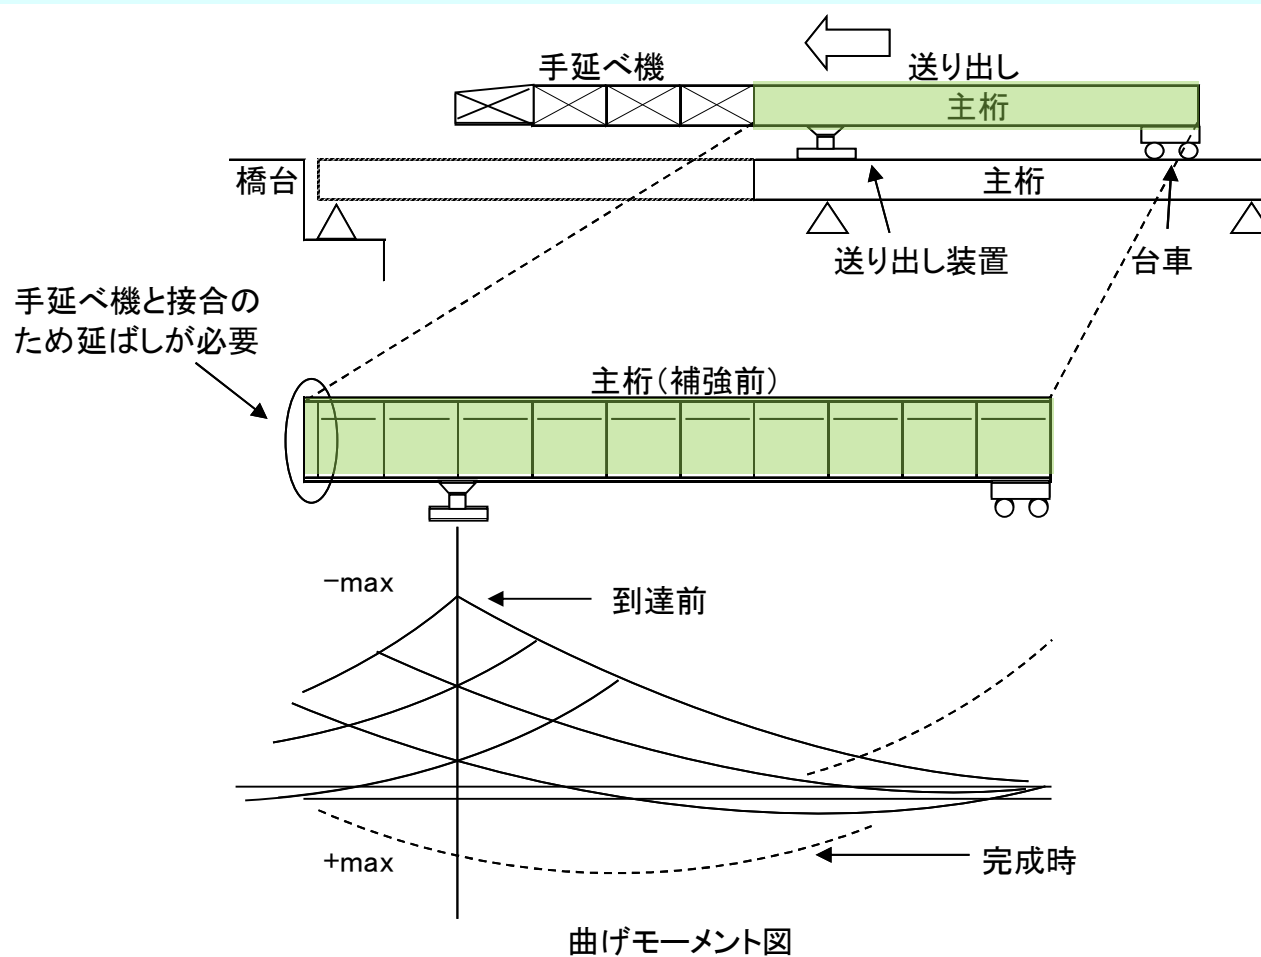 手延べ機
送り出し
主桁
橋台
主桁
送り出し装置
台車
手延べ機と接合の
ため延ばしが必要
主桁(補強前)
-max
到達前
+max
完成時
曲げモーメント図